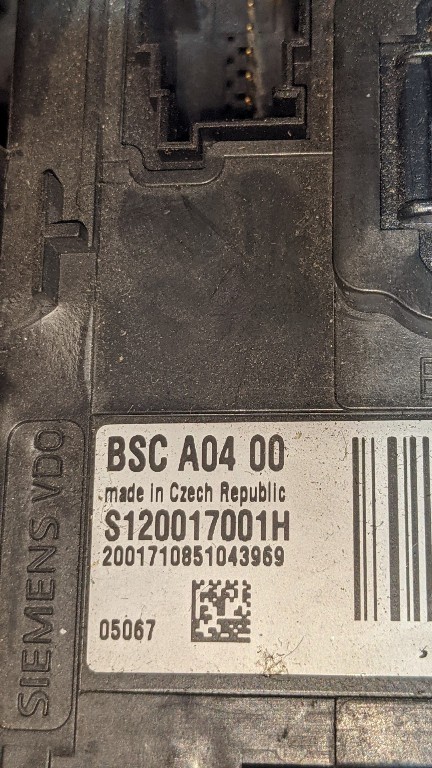 BSC A04 00
made in Czech Republic
S120017001H
2001710851043969
05067
SIEMENS VDO